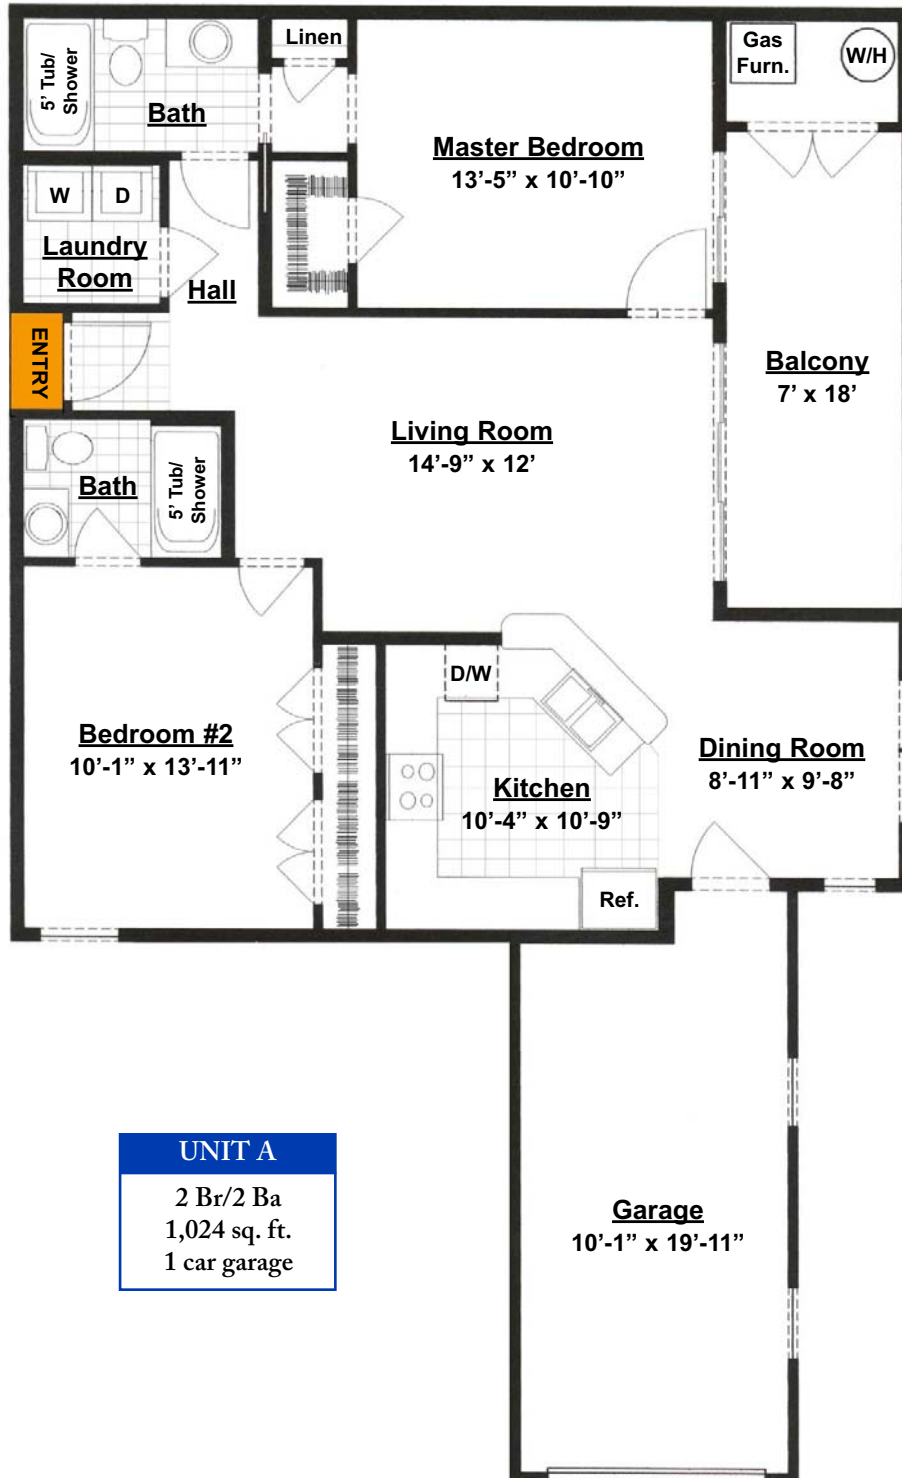 Linen
Gas
Furn.
W/H
5’ Tub/
Shower
Bath
Master Bedroom
13’-5” x 10’-10”
W
D
Laundry
Room
Hall
ENTRY
Balcony
7’ x 18’
Living Room
14’-9” x 12’
Bath
5’ Tub/
Shower
D/W
Bedroom #2
10’-1” x 13’-11”
Dining Room
8’-11” x 9’-8”
Kitchen
10’-4” x 10’-9”
Ref.
UNIT A
2 Br/2 Ba
1,024 sq. ft.
1 car garage
Garage
10’-1” x 19’-11”